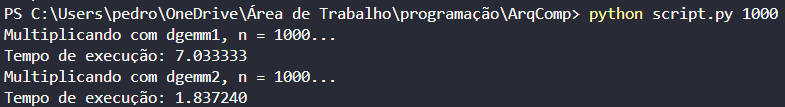 PS C:\Users\pedro\OneDrive\Área de Trabalho\programação\ArqComp> python script.py 1000
Multiplicando com dgemm1, n = 1000...
Tempo de execução: 7.033333
Multiplicando com dgemm2, n = 1000...
Tempo de execução: 1.837240